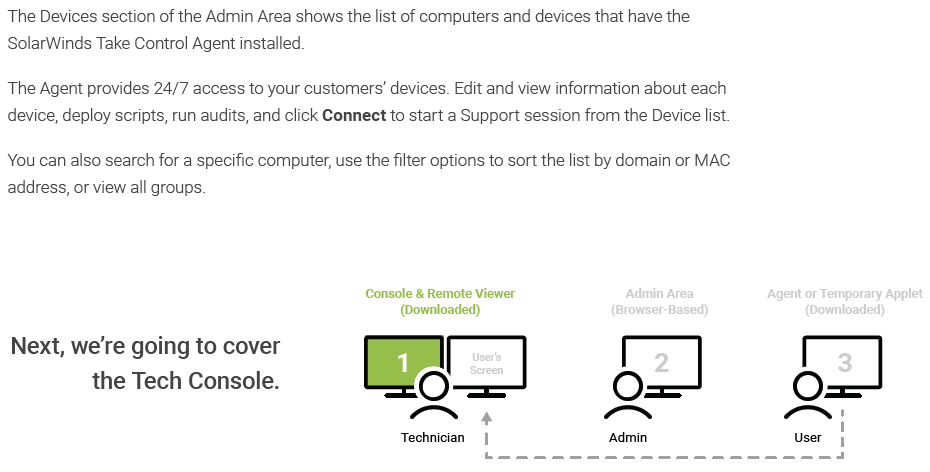 The Devices section of the Admin Area shows the list of computers and devices that have the
SolarWinds Take Control Agent installed.
The Agent provides 24/7 access to your customers’ devices. Edit and view information about each
device, deploy scripts, run audits, and click Connect to start a Support session from the Device list.
You can also search for a specific computer, use the filter options to sort the list by domain or MAC
address, or view all groups.
Next, we’re going to cover
the Tech Console.
Console & Remote Viewer
(Downloaded)
1
User’s
Screen
Technician
Admin Area
(Browser-Based)
2
Admin
Agent or Temporary Applet
(Downloaded)
3
User